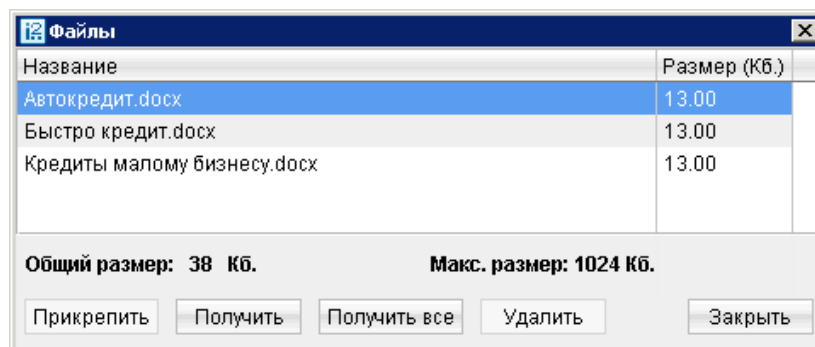 Файлы
Название Размер (Кб.)
Автокредит.docx 13.00
Быстро кредит.docx 13.00
Кредиты малому бизнесу.docx 13.00
Общий размер: 38 Кб. Макс. размер: 1024 Кб.
Прикрепить Получить Получить все Удалить Закрыть